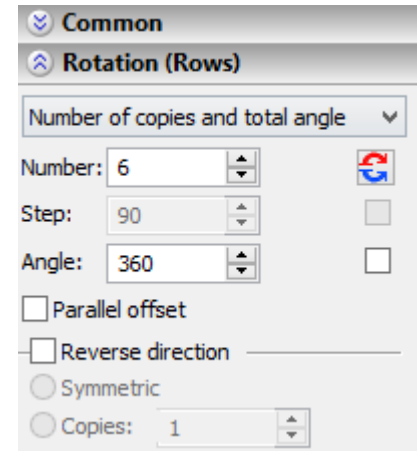 Common
Rotation (Rows)
Number of copies and total angle
Number: 6
Step: 90
Angle: 360
Parallel offset
Reverse direction
Symmetric
Copies: 1